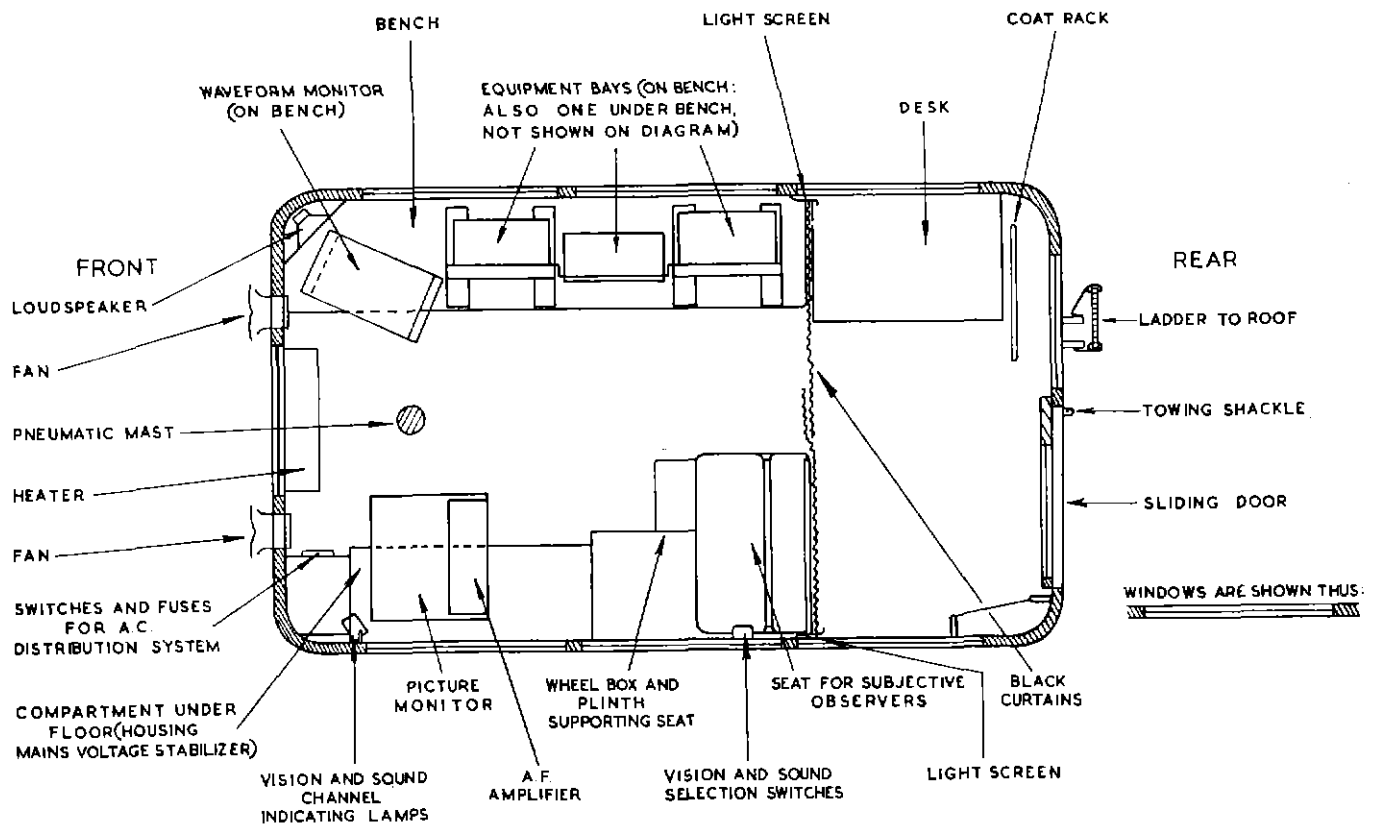 BENCH
LIGHT SCREEN
COAT RACK
WAVEFORM MONITOR
(ON BENCH)
EQUIPMENT BAYS (ON BENCH:
ALSO ONE UNDER BENCH,
NOT SHOWN ON DIAGRAM)
DESK
FRONT
REAR
LOUDSPEAKER
LADDER TO ROOF
FAN
TOWING SHACKLE
PNEUMATIC MAST
HEATER
SLIDING DOOR
FAN
WINDOWS ARE SHOWN THUS:
SWITCHES AND FUSES
FOR A.C.
DISTRIBUTION SYSTEM
PICTURE
MONITOR
WHEEL BOX AND
PLINTH
SUPPORTING SEAT
SEAT FOR SUBJECTIVE
OBSERVERS
BLACK
CURTAINS
COMPARTMENT UNDER
FLOOR(HOUSING
MAINS VOLTAGE STABILIZER)
VISION AND SOUND
CHANNEL
INDICATING LAMPS
A.F.
AMPLIFIER
VISION AND SOUND
SELECTION SWITCHES
LIGHT SCREEN